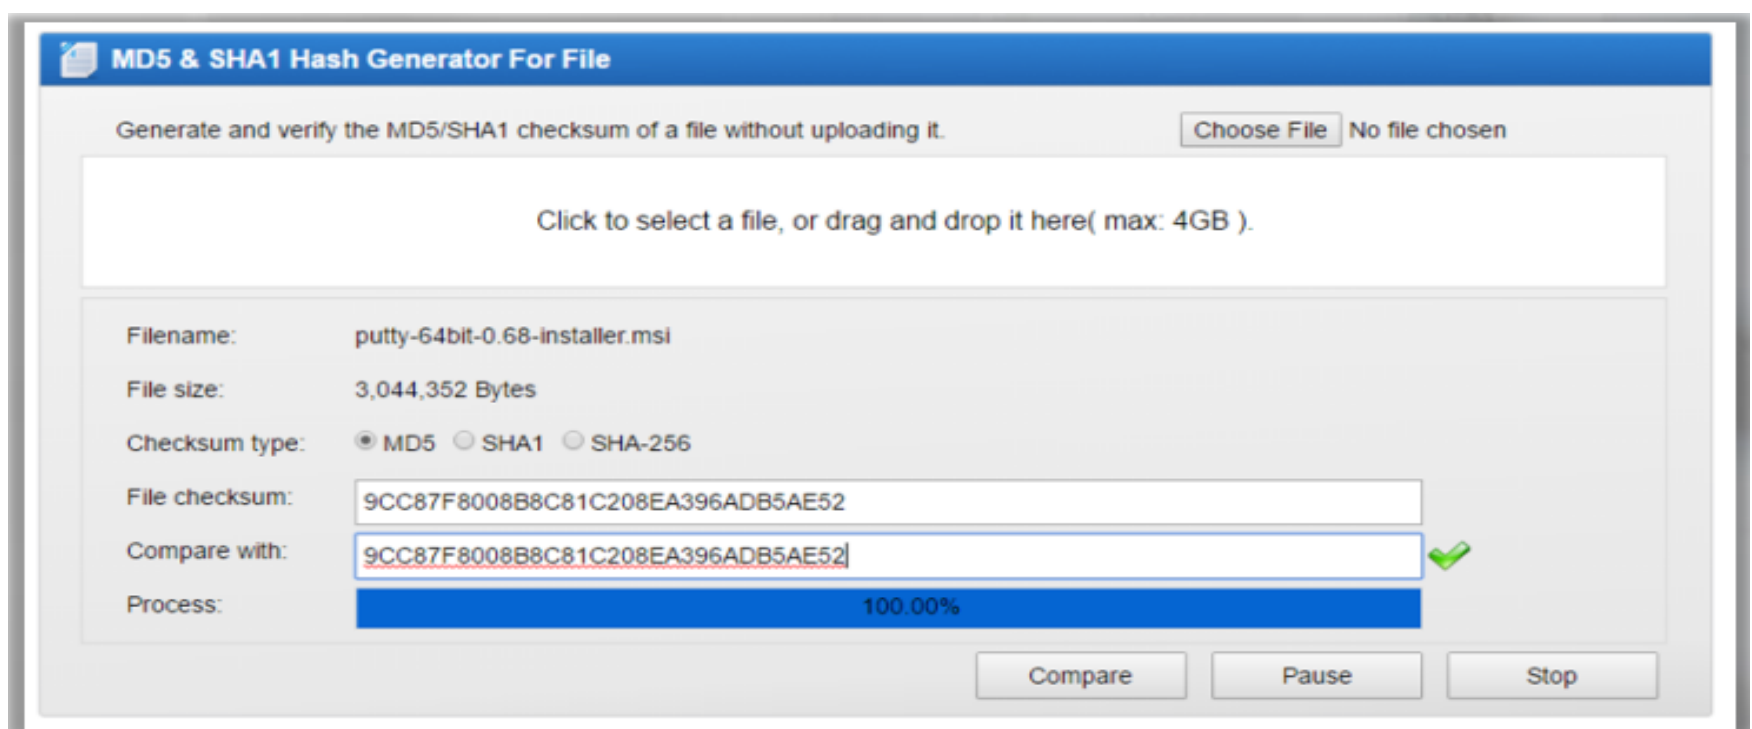 MD5 & SHA1 Hash Generator For File
Generate and verify the MD5/SHA1 checksum of a file without uploading it. Choose File No file chosen
Click to select a file, or drag and drop it here( max: 4GB ).
Filename: putty-64bit-0.68-installer.msi
File size: 3,044,352 Bytes
Checksum type: MD5 SHA1 SHA-256
File checksum: 9CC87F8008B8C81C208EA396ADB5AE52
Compare with: 9CC87F8008B8C81C208EA396ADB5AE52
Process: 100.00%
Compare Pause Stop